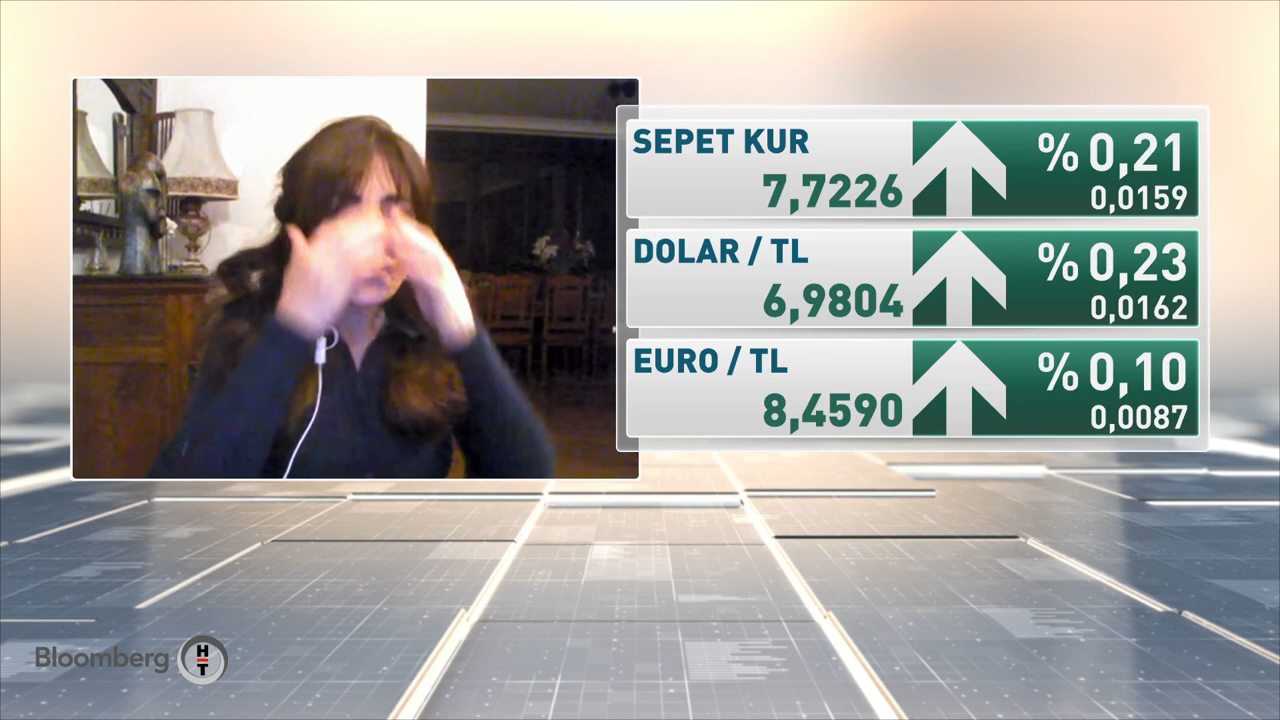 SEPET KUR
7,7226
% 0,21
0,0159
DOLAR / TL
6,9804
% 0,23
0,0162
EURO / TL
8,4590
% 0,10
0,0087
Bloomberg HT